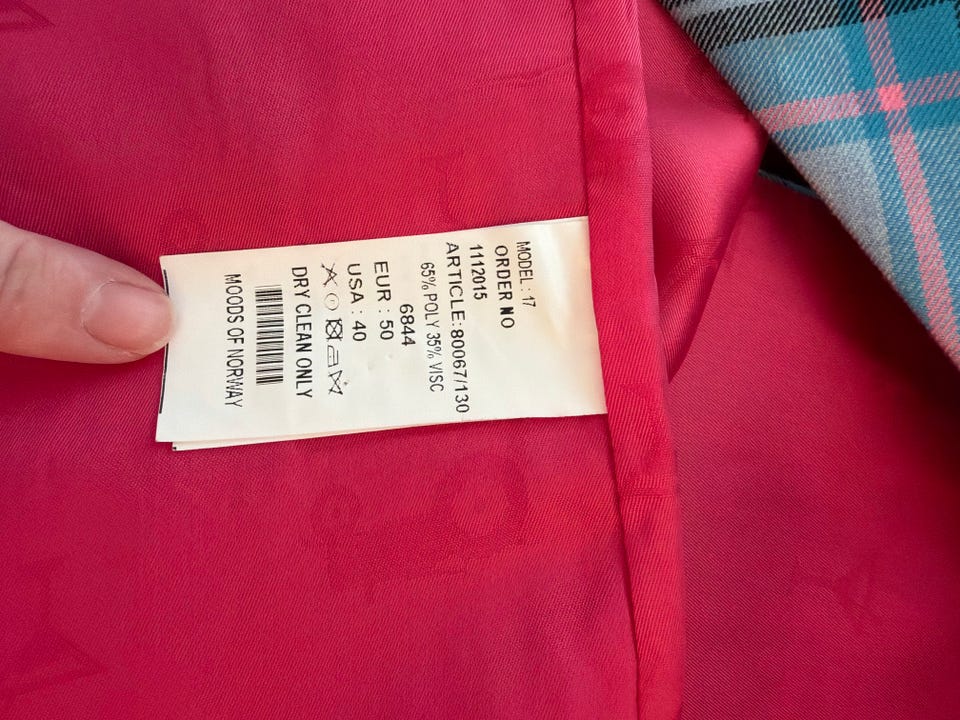 MODEL : 17
ORDER NO
1112015
ARTICLE:80067/130
65% POLY 35% VISC
6844
EUR : 50
USA : 40
DRY CLEAN ONLY
MOODS OF NORWAY